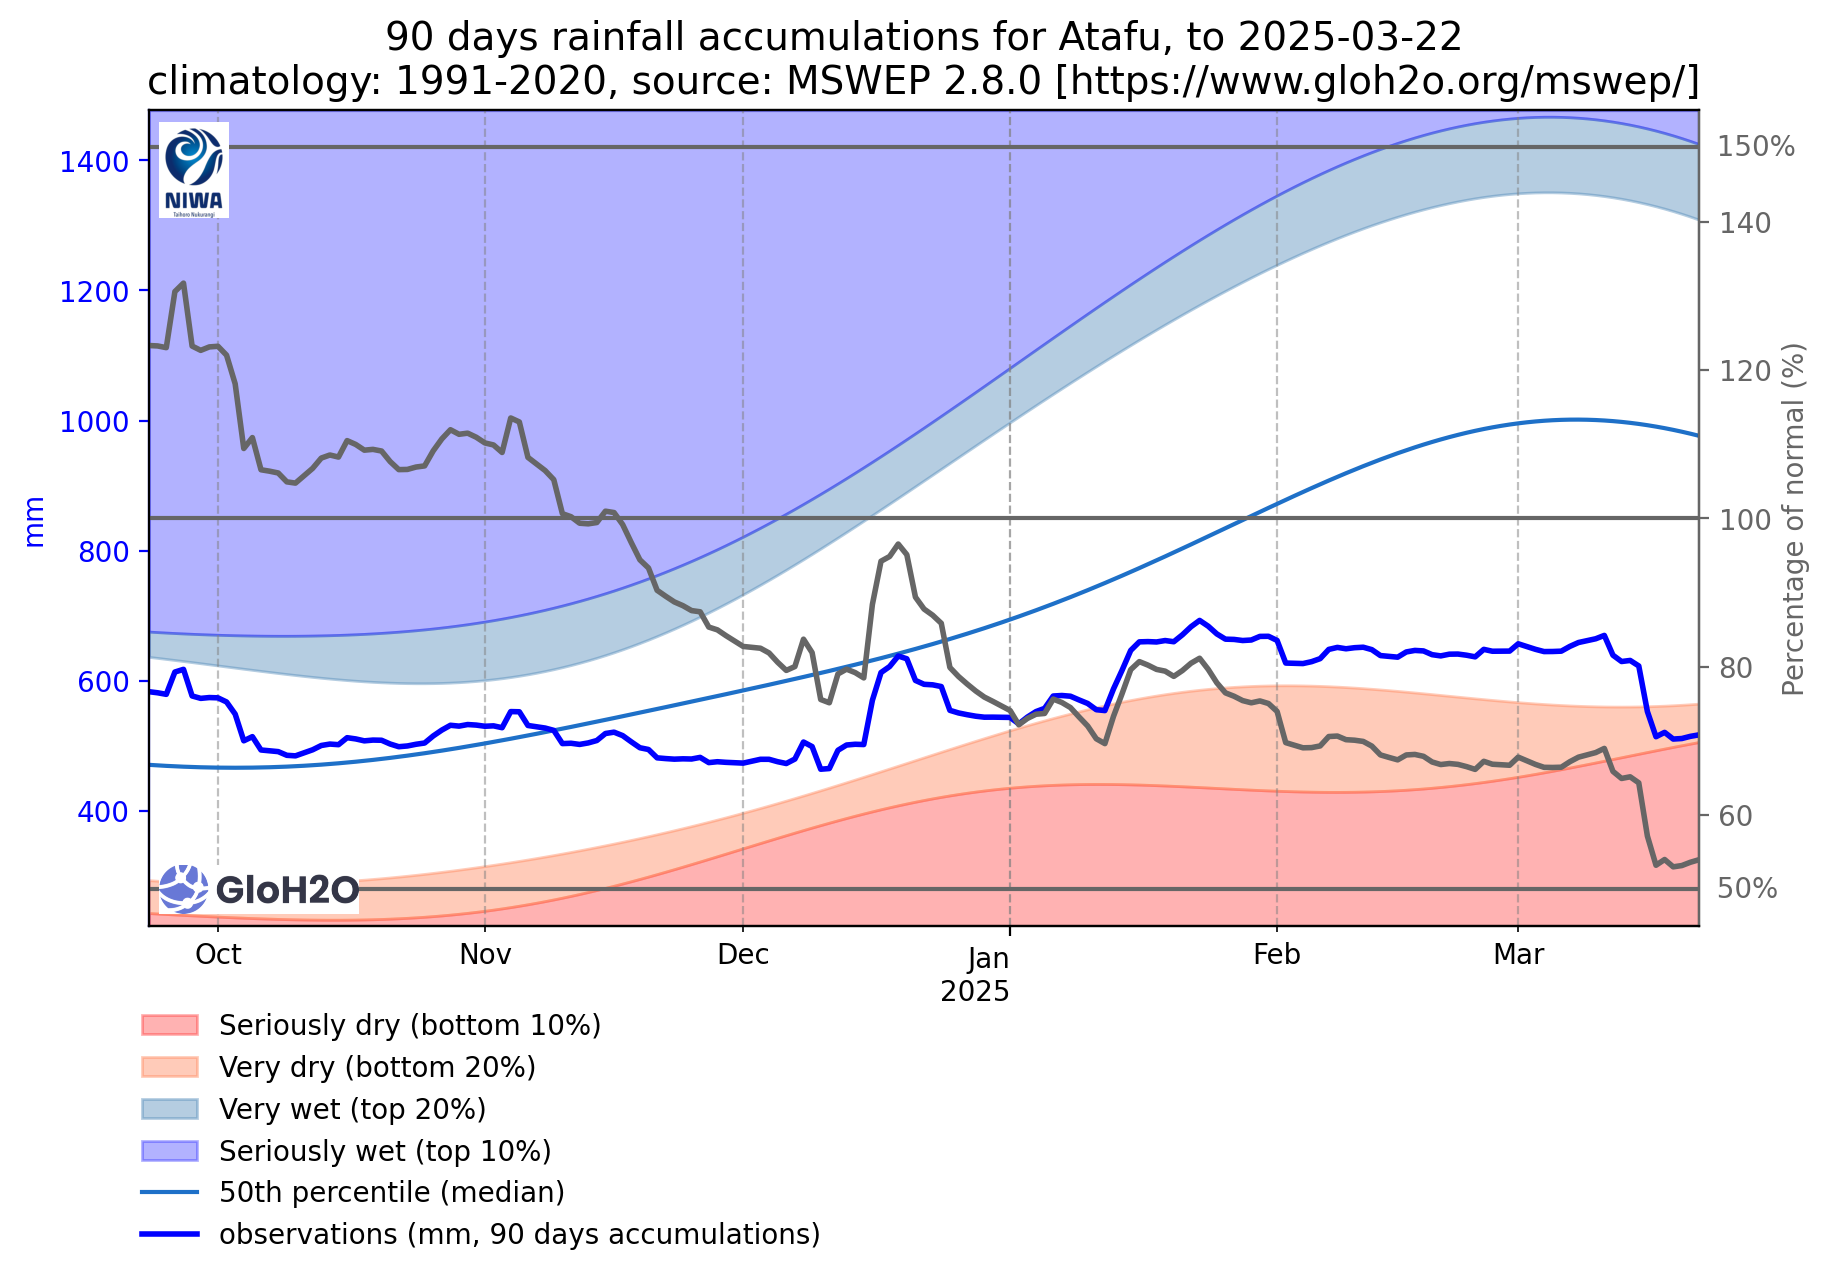 90 days rainfall accumulations for Atafu, to 2025-03-22
climatology: 1991-2020, source: MSWEP 2.8.0 [https://www.gloh2o.org/mswep/]
NIWA
Taihoro Nukurangi
1400
1200
1000
800
600
400
mm
150%
140
120
100
80
60
50%
Percentage of normal (%)
GloH2O
Oct
Nov
Dec
Jan
2025
Feb
Mar
Seriously dry (bottom 10%)
Very dry (bottom 20%)
Very wet (top 20%)
Seriously wet (top 10%)
50th percentile (median)
observations (mm, 90 days accumulations)